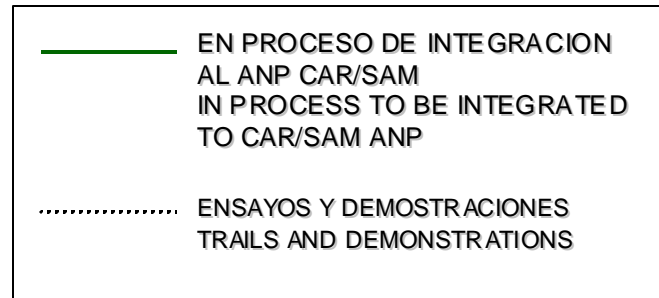 EN PROCESO DE INTEGRACION
AL ANP CAR/SAM
IN PROCESS TO BE INTEGRATED
TO CAR/SAM ANP
ENSAYOS Y DEMOSTRACIONES
TRAILS AND DEMONSTRATIONS